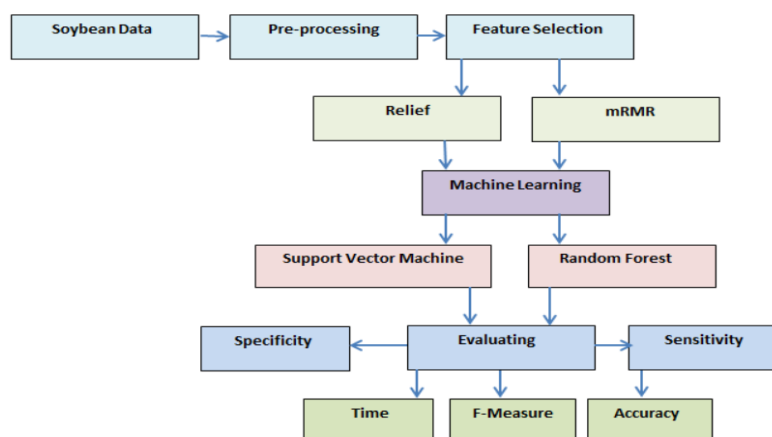 Soybean Data
Pre-processing
Feature Selection
Relief
mRMR
Machine Learning
Support Vector Machine
Random Forest
Specificity
Evaluating
Sensitivity
Time
F-Measure
Accuracy